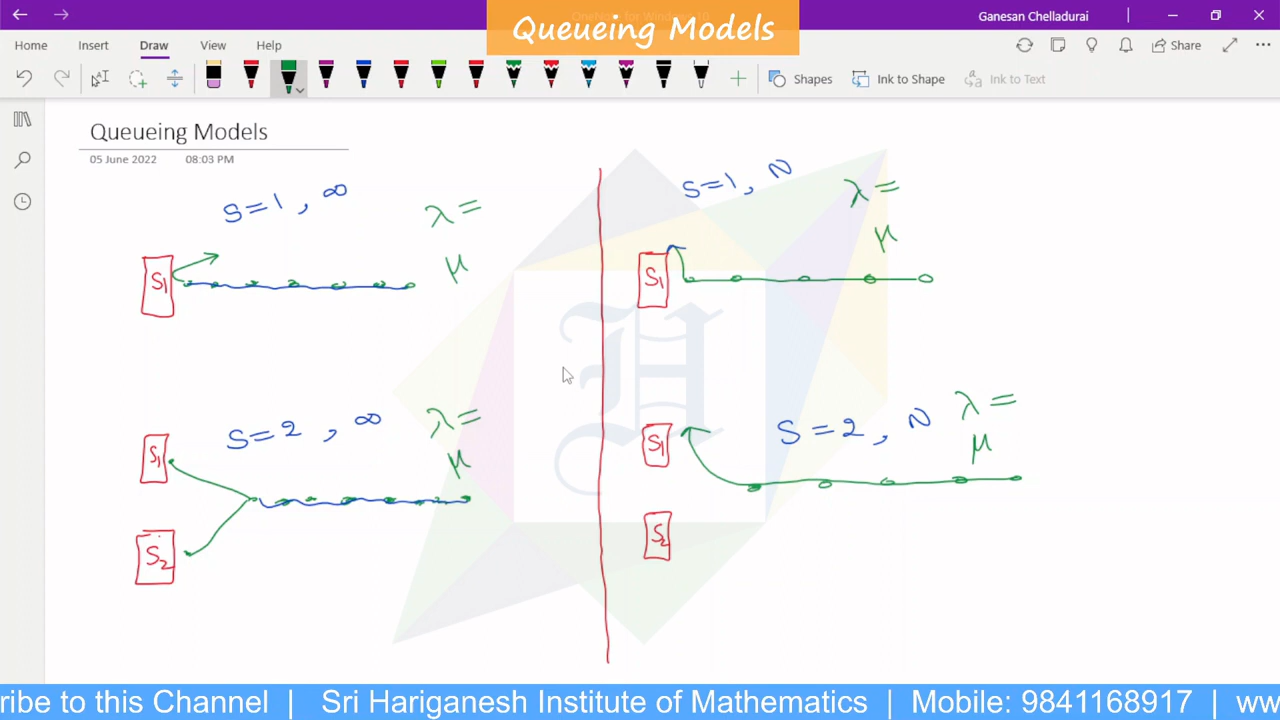 Queueing Models
Ganesan Chelladurai
Home Insert Draw View Help
Share
Shapes Ink to Shape Ink to Text
Queueing Models
05 June 2022 08:03 PM
S=1, ∞
λ=
μ
S1
S=1, N
λ=
μ
S1
S=2, ∞
λ=
μ
S1
S2
S=2, N
λ=
μ
S1
S2
H
ribe to this Channel | Sri Hariganesh Institute of Mathematics | Mobile: 9841168917 | ww